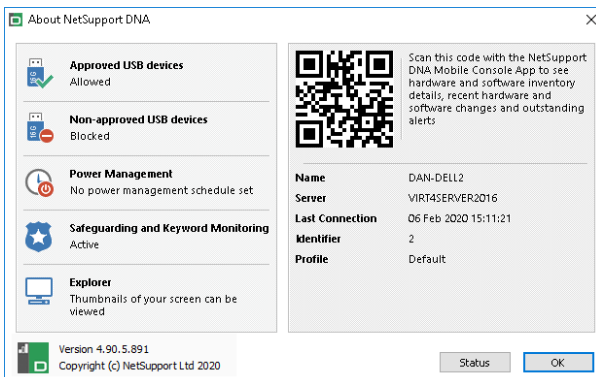 About NetSupport DNA
Approved USB devices
Allowed
Non-approved USB devices
Blocked
Power Management
No power management schedule set
Safeguarding and Keyword Monitoring
Active
Explorer
Thumbnails of your screen can be
viewed
Scan this code with the NetSupport
DNA Mobile Console App to see
hardware and software inventory
details, recent hardware and
software changes and outstanding
alerts
Name DAN-DELL2
Server VIRT4SERVER2016
Last Connection 06 Feb 2020 15:11:21
Identifier 2
Profile Default
Version 4.90.5.891
Copyright (c) NetSupport Ltd 2020
Status OK